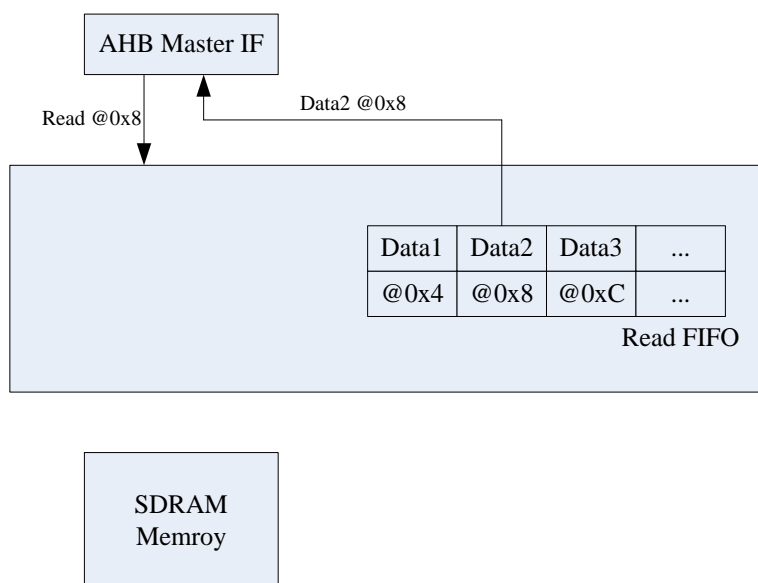 AHB Master IF
Read @0x8
Data2 @0x8
Data1 Data2 Data3 ...
@0x4 @0x8 @0xC ...
Read FIFO
SDRAM
Memroy